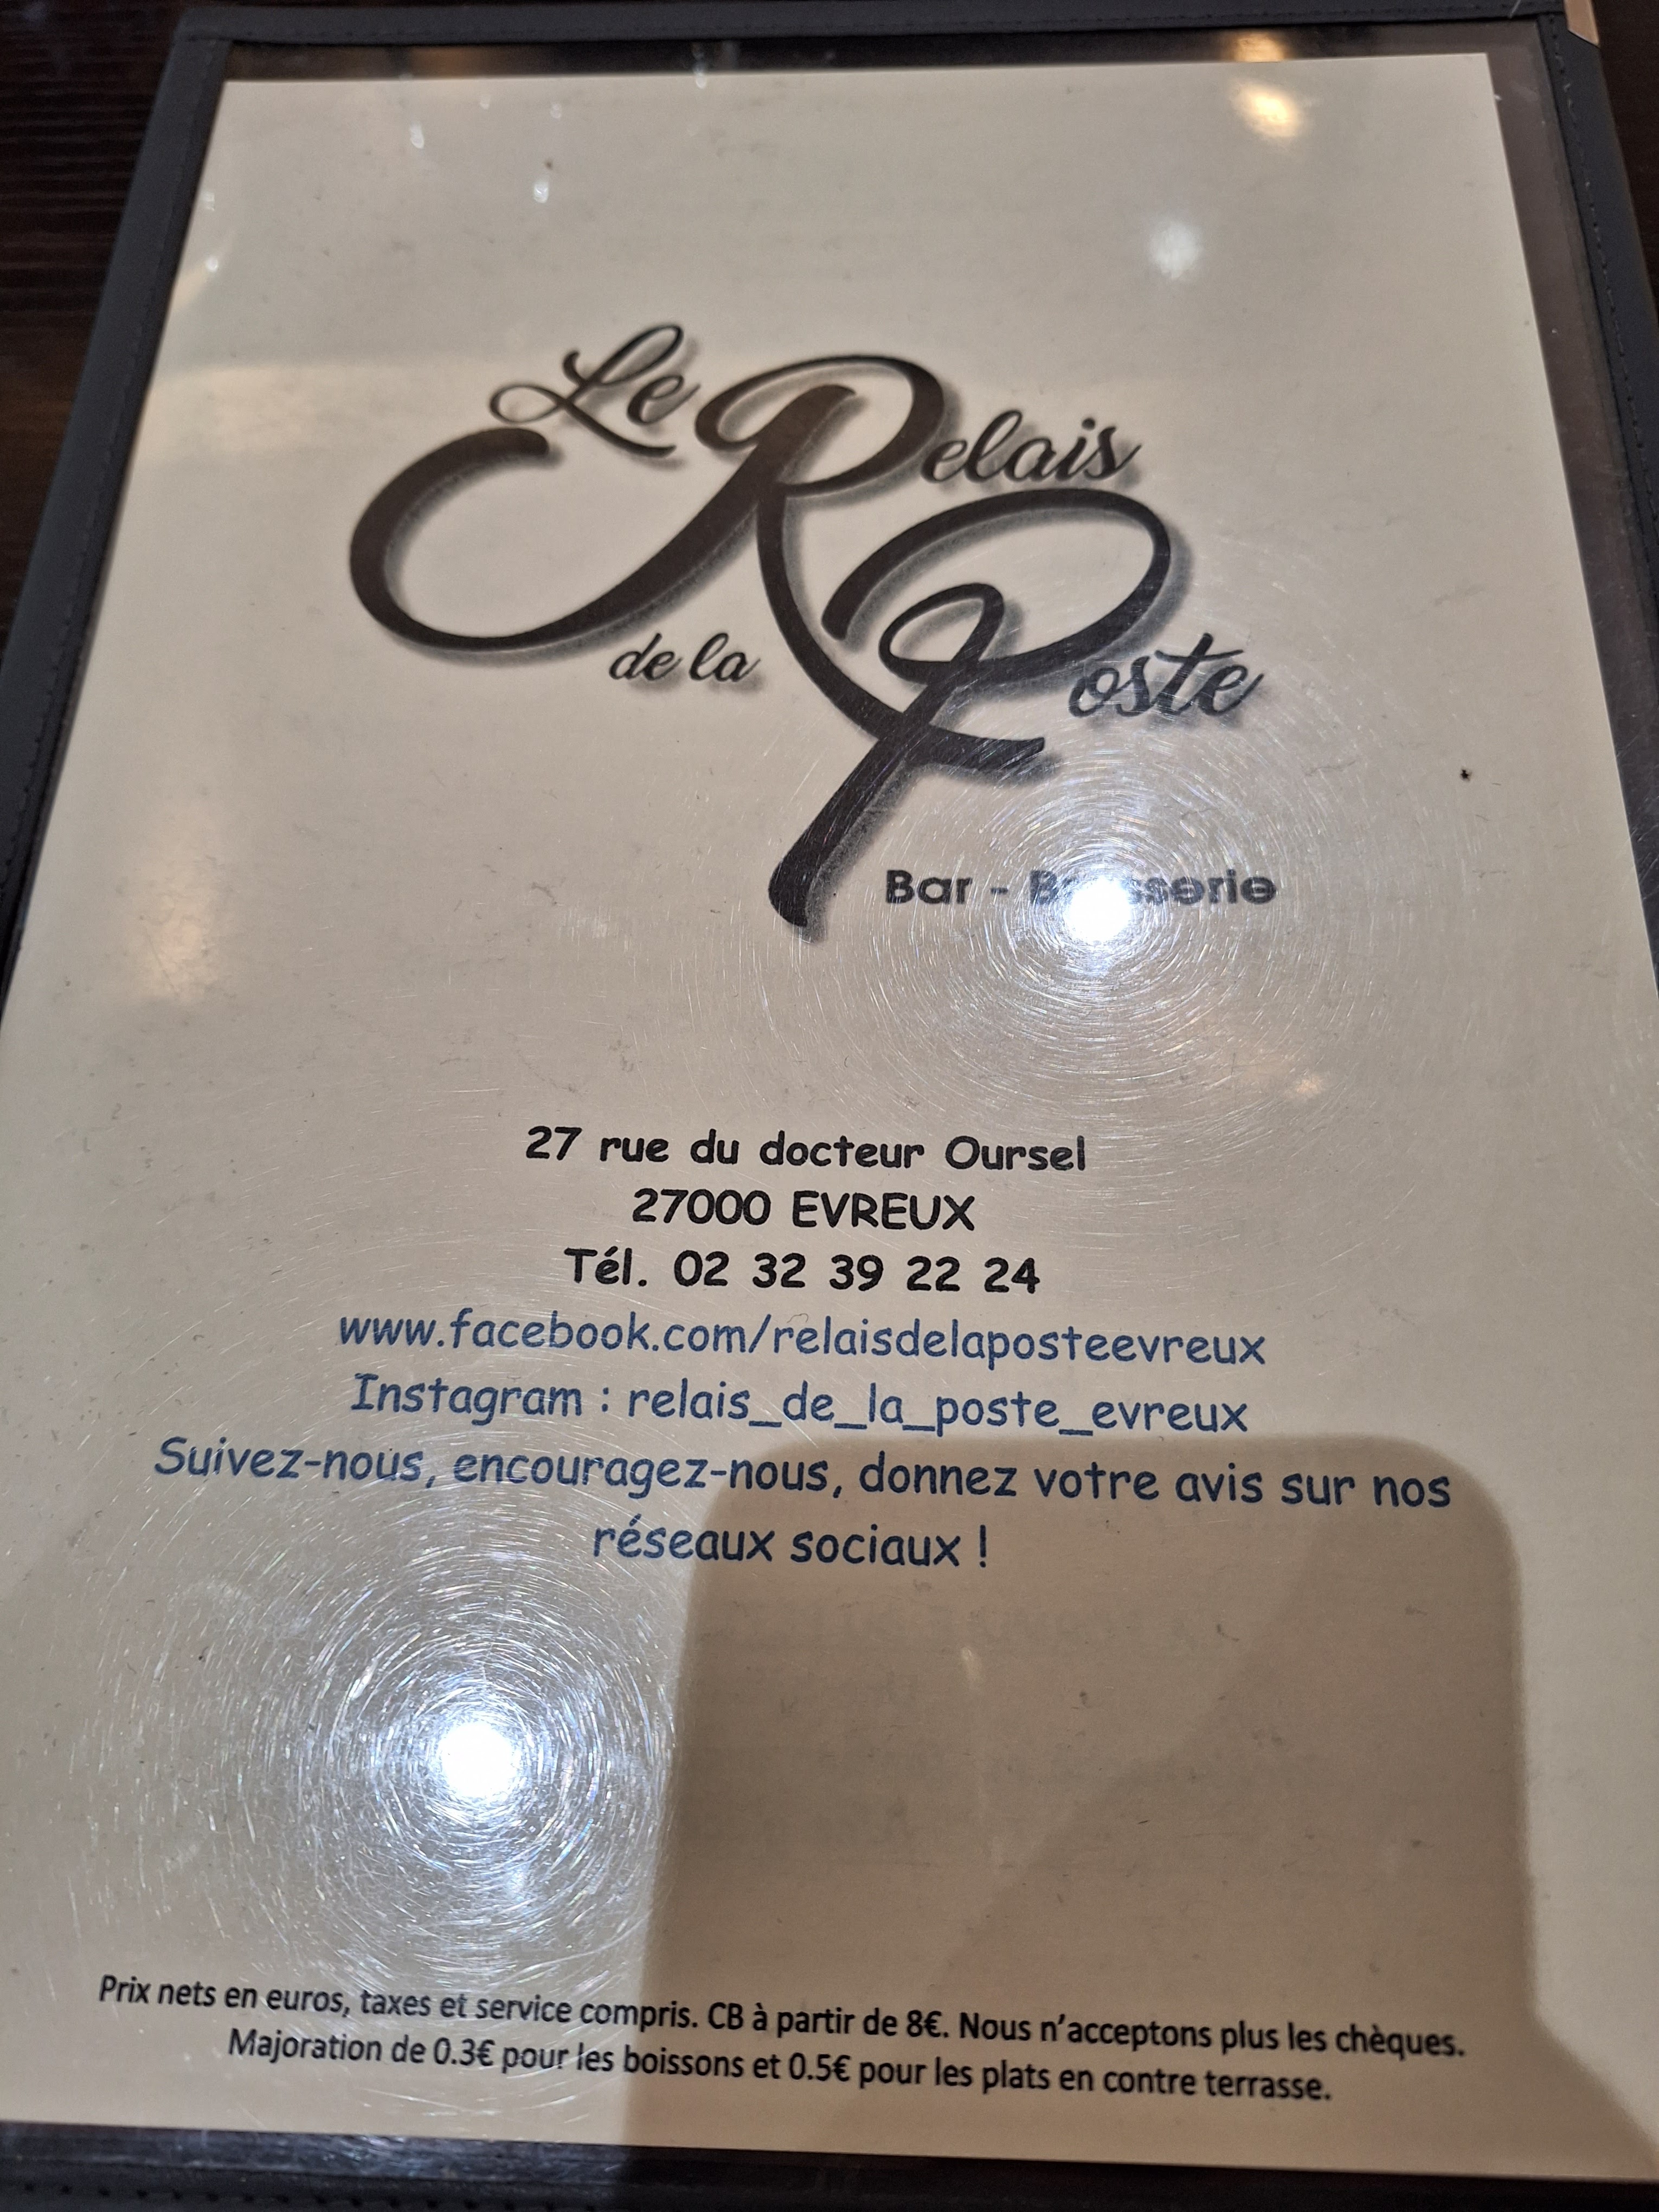 Le Relais
de la Poste
Bar - Brasserie
27 rue du docteur Oursel
27000 EVREUX
Tél. 02 32 39 22 24
www.facebook.com/relaisdelaposteevreux
Instagram : relais_de_la_poste_evreux
Suivez-nous, encouragez-nous, donnez votre avis sur nos
réseaux sociaux !
Prix nets en euros, taxes et service compris. CB à partir de 8€. Nous n'acceptons plus les chèques.
Majoration de 0.3€ pour les boissons et 0.5€ pour les plats en contre terrasse.